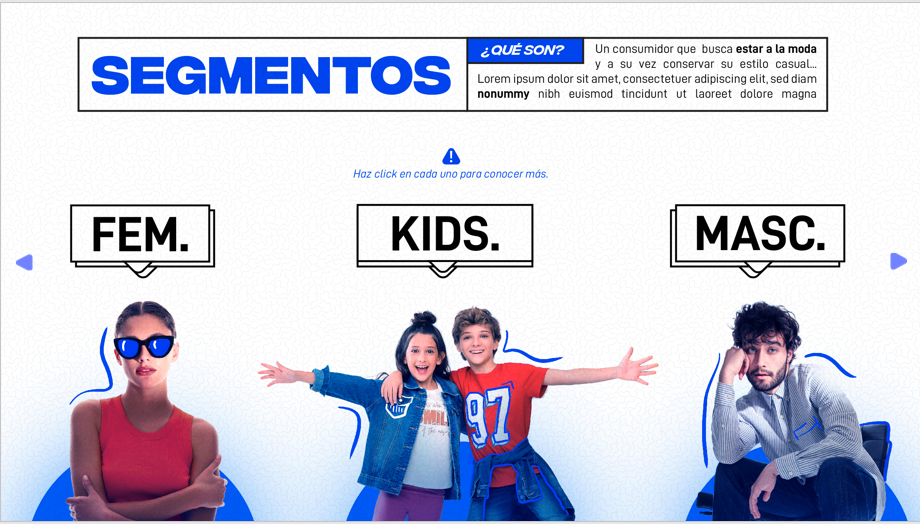 SEGMENTOS
¿QUÉ SON?
Un consumidor que busca estar a la moda
y a su vez conservar su estilo casual...
Lorem ipsum dolor sit amet, consectetuer adipiscing elit, sed diam
nonummy nibh euismod tincidunt ut laoreet dolore magna
!
Haz click en cada uno para conocer más.
FEM.
KIDS.
MASC.
97